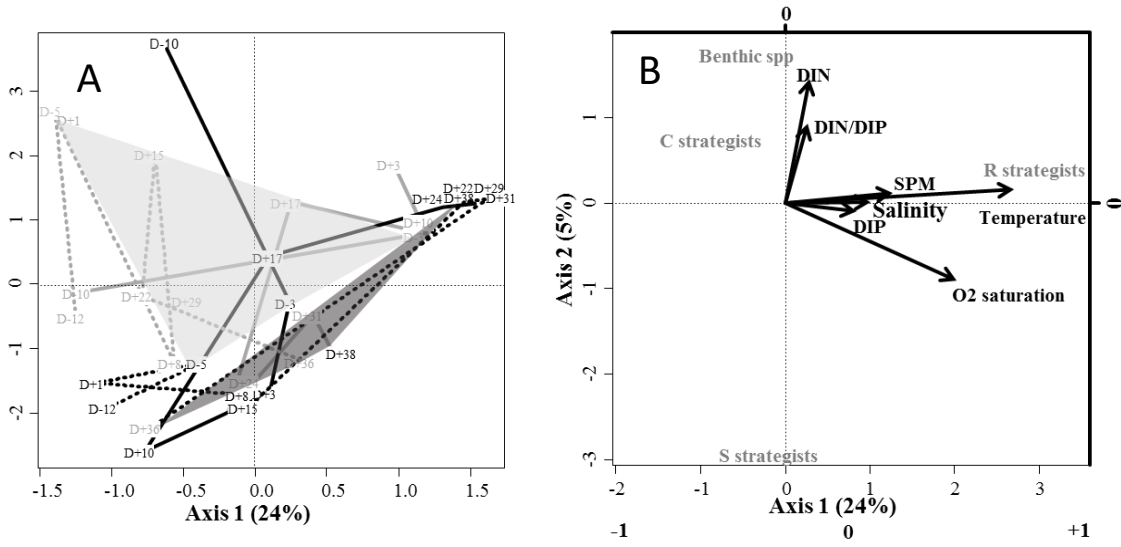 A
3
2
1
0
-1
-2
D-10
D-5
D+1
D+15
D+3
D+17
D+22 D+29
D+38
D+24
D+31
D+10
D+17
D-10
D+22
D+29
D-3
D-12
D+31
D+38
D+8
D-5
D+36
D+1
D+24
D+8
D+3
D-12
D+15
D+36
D+10
-1.5
-1.0
-0.5
0.0
0.5
1.0
1.5
Axis 1 (24%)
0
B
Benthic spp
DIN
DIN/DIP
C strategists
R strategists
SPM
Salinity
Temperature
DIP
O2 saturation
S strategists
0
1
0
-1
-2
-3
Axis 2 (5%)
-2
-1
0
1
2
3
Axis 1 (24%)
-1
0
+1